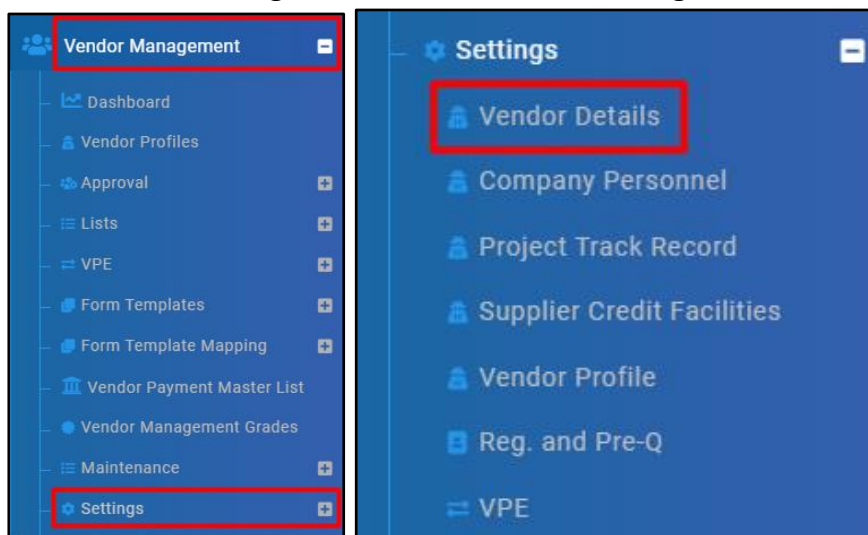 Vendor Management
Dashboard
Vendor Profiles
Approval
Lists
VPE
Form Templates
Form Template Mapping
Vendor Payment Master List
Vendor Management Grades
Maintenance
Settings
Settings
Vendor Details
Company Personnel
Project Track Record
Supplier Credit Facilities
Vendor Profile
Reg. and Pre-Q
VPE